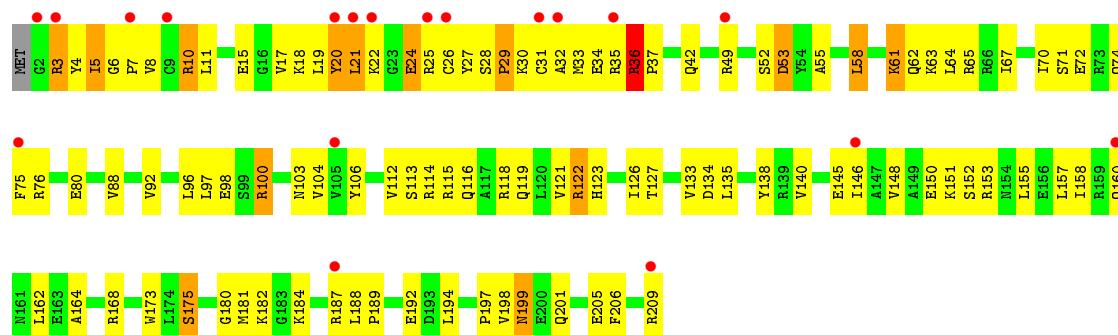 MET G2 R3 Y4 I5 G6 P7 V8 C9 R10 L11 E15 G16 V17 K18 L19 Y20 L21 K22 G23 E24 R25 C26 Y27 S28 P29 K30 C31 A32 M33 E34 R35 R36 P37 Q42 R49 S52 D53 Y54 A55 L58 K61 Q62 K63 L64 R65 R66 I67 I70 S71 E72 R73 Q74
F75 R76 E80 V88 V92 L96 L97 E98 S99 R100 N103 V104 V105 Y106 V112 S113 R114 R115 Q116 A117 R118 Q119 L120 V121 R122 H123 I126 T127 V133 D134 L135 Y138 R139 V140 E145 I146 A147 V148 A149 E150 K151 S152 R153 N154 L155 E156 L157 I158 R159 Q160
N161 L162 E163 A164 R168 W173 L174 S175 G180 M181 K182 G183 K184 R187 L188 P189 E192 D193 L194 P197 V198 N199 E200 Q201 E205 F206 R209